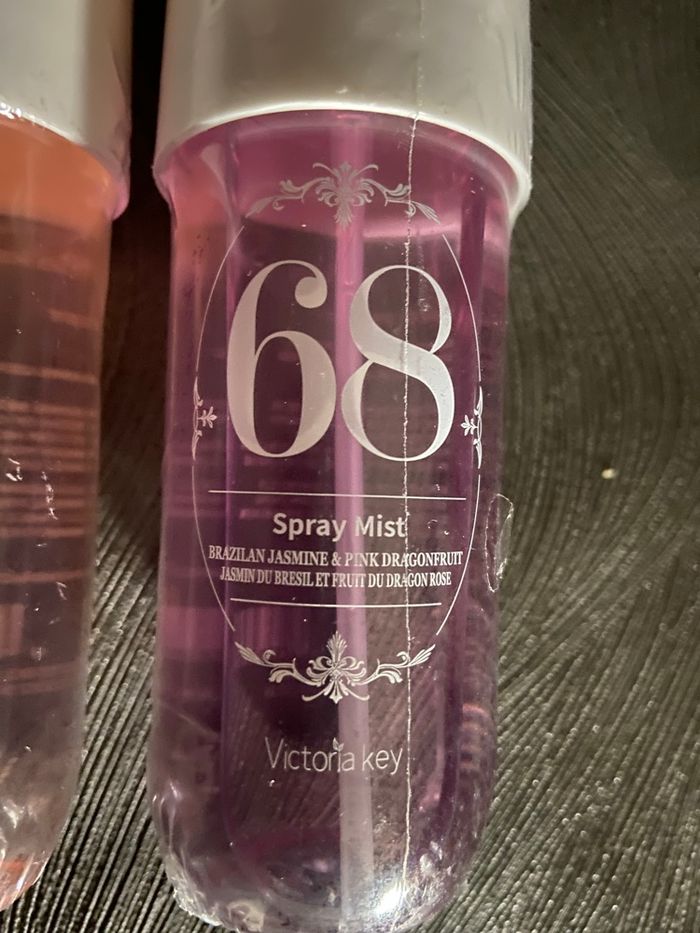 68
Spray Mist
BRAZILAN JASMINE & PINK DRAGONFRUIT
JASMIN DU BRESIL ET FRUIT DU DRAGON ROSE
Victoria key